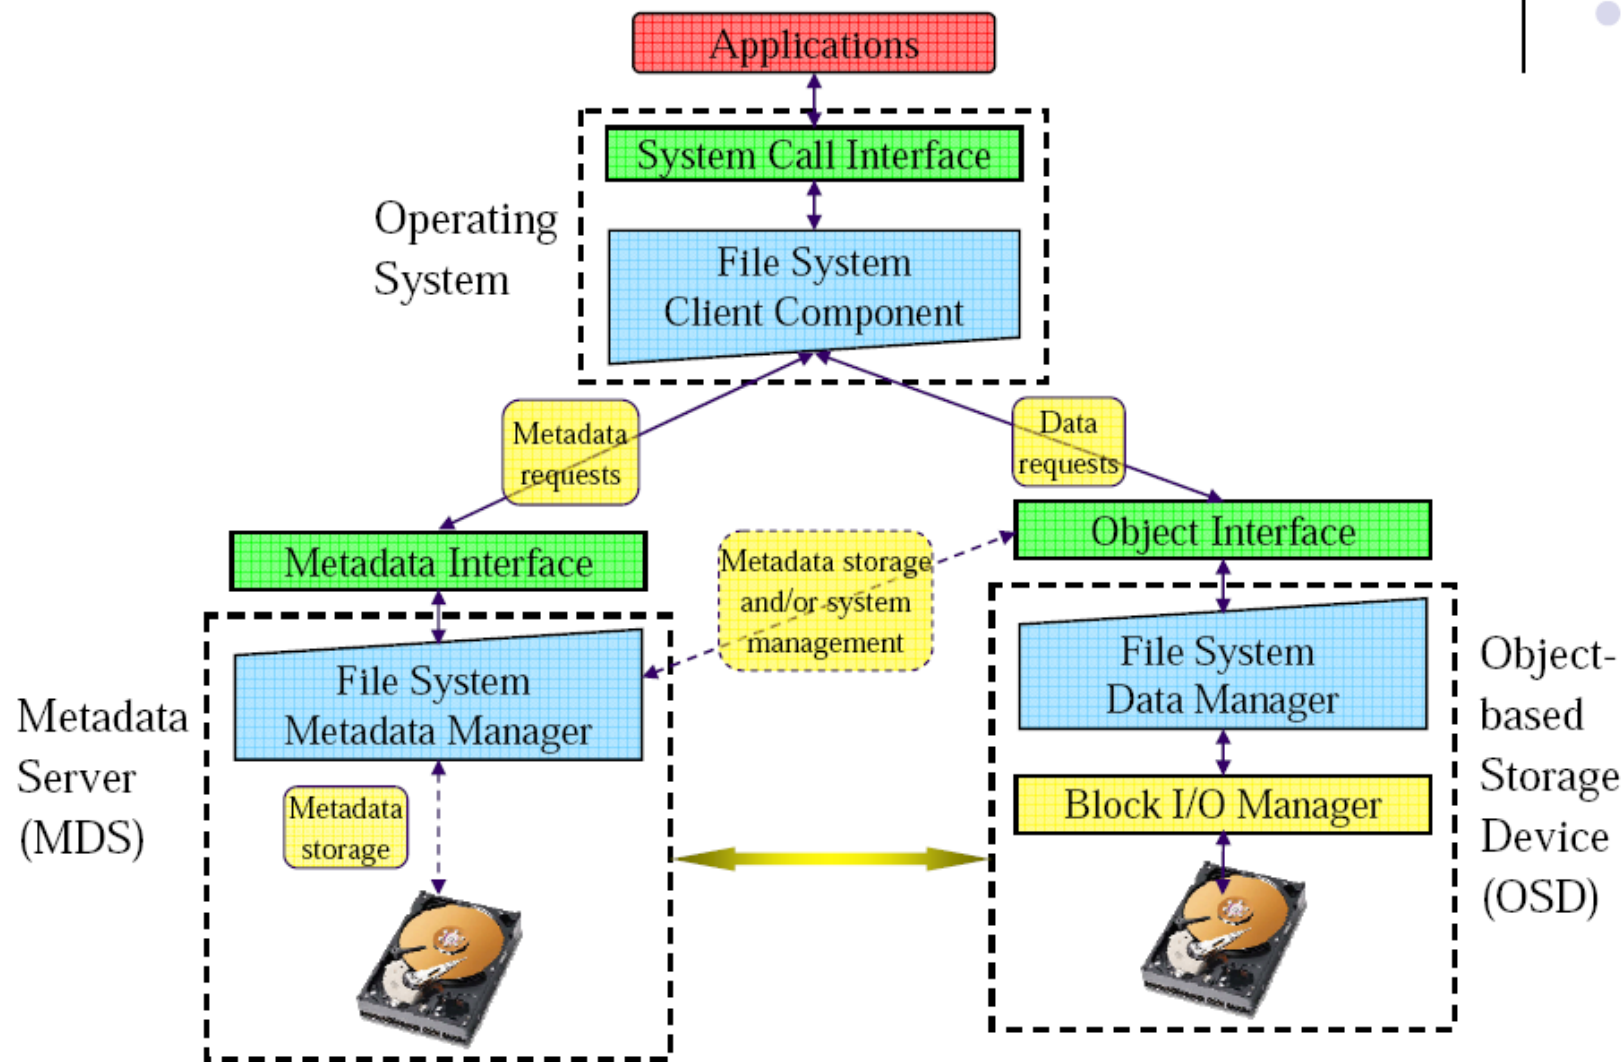 Applications
System Call Interface
Operating
System
File System
Client Component
Metadata
requests
Data
requests
Metadata Interface
Metadata storage
and/or system
management
Object Interface
File System
Metadata Manager
File System
Data Manager
Metadata
Server
(MDS)
Metadata
storage
Block I/O Manager
Object-
based
Storage
Device
(OSD)